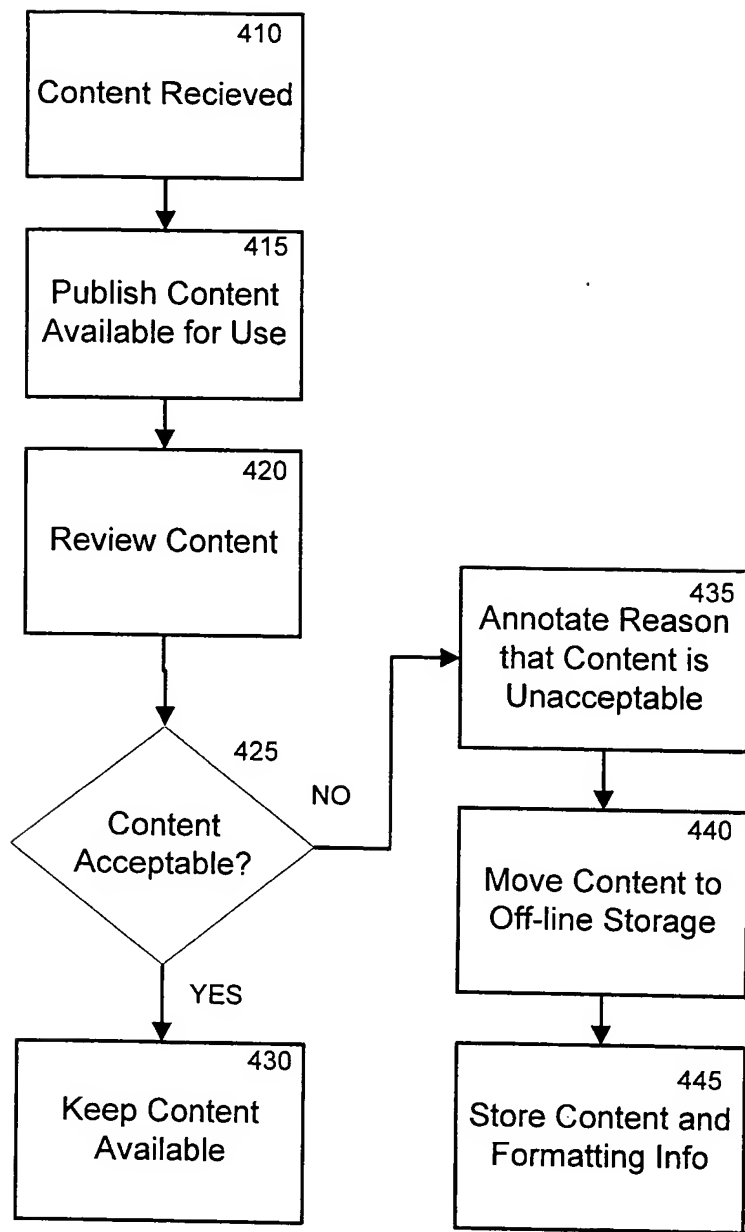 410
Content Recieved
415
Publish Content
Available for Use
420
Review Content
425
Content
Acceptable?
NO
YES
430
Keep Content
Available
435
Annotate Reason
that Content is
Unacceptable
440
Move Content to
Off-line Storage
445
Store Content and
Formatting Info